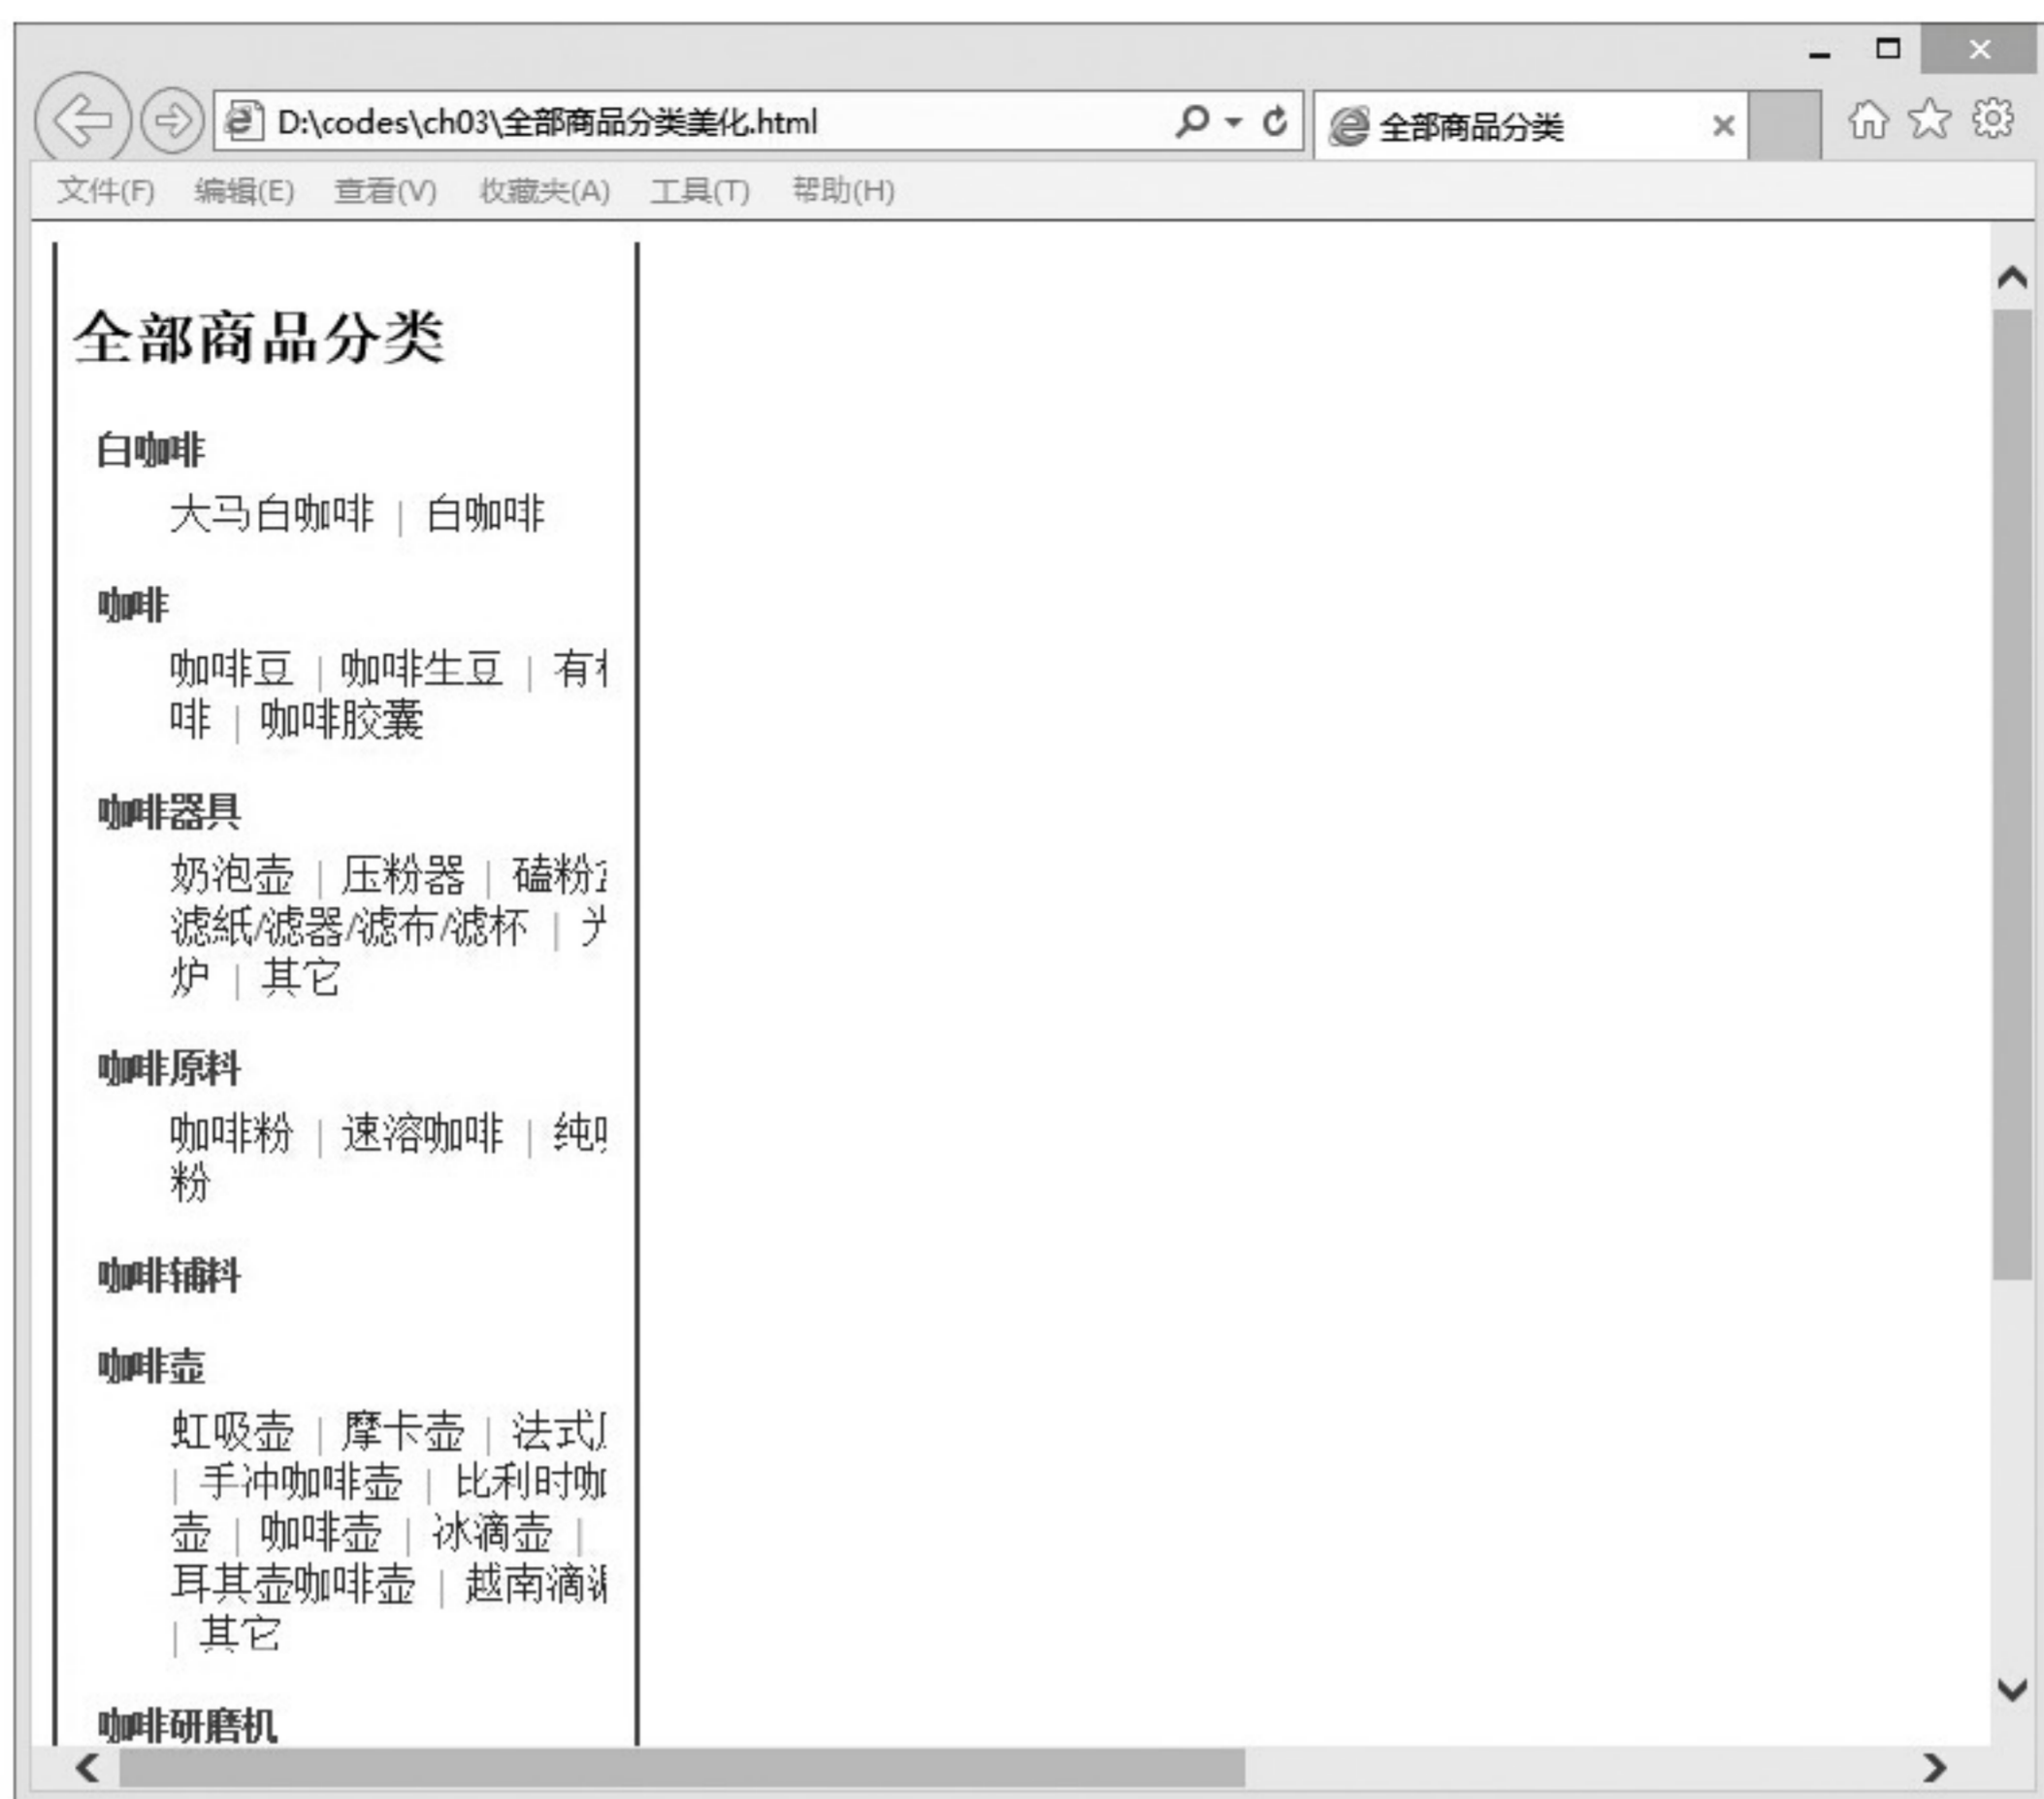 D:\codes\ch03\全部商品分类美化.html
全部商品分类
文件(F) 编辑(E) 查看(V) 收藏夹(A) 工具(T) 帮助(H)
全部商品分类
白咖啡
大马白咖啡 | 白咖啡
咖啡
咖啡豆 | 咖啡生豆 | 有
啡 | 咖啡胶囊
咖啡器具
奶泡壶 | 压粉器 | 磕粉
滤紙/滤器/滤布/滤杯 |
炉 | 其它
咖啡原料
咖啡粉 | 速溶咖啡 | 纯
粉
咖啡辅料
咖啡壶
虹吸壶 | 摩卡壶 | 法式
| 手冲咖啡壶 | 比利时咖
壶 | 咖啡壶 | 冰滴壶 |
耳其壶咖啡壶 | 越南滴
| 其它
咖啡研磨机